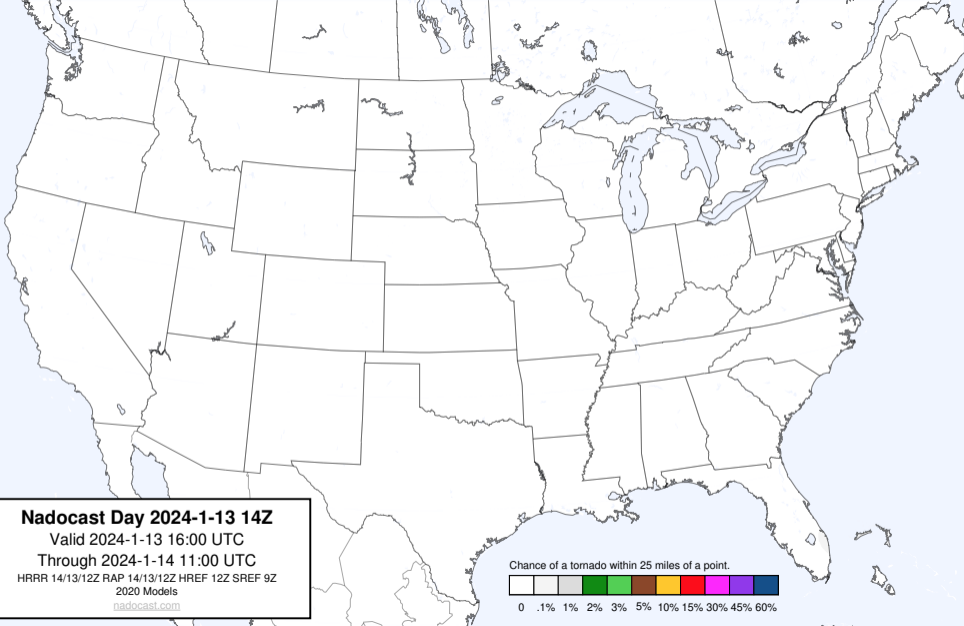 Nadocast Day 2024-1-13 14Z
Valid 2024-1-13 16:00 UTC
Through 2024-1-14 11:00 UTC
HRRR 14/13/12Z RAP 14/13/12Z HREF 12Z SREF 9Z
2020 Models
nadocast.com
Chance of a tornado within 25 miles of a point.
0 .1% 1% 2% 3% 5% 10% 15% 30% 45% 60%